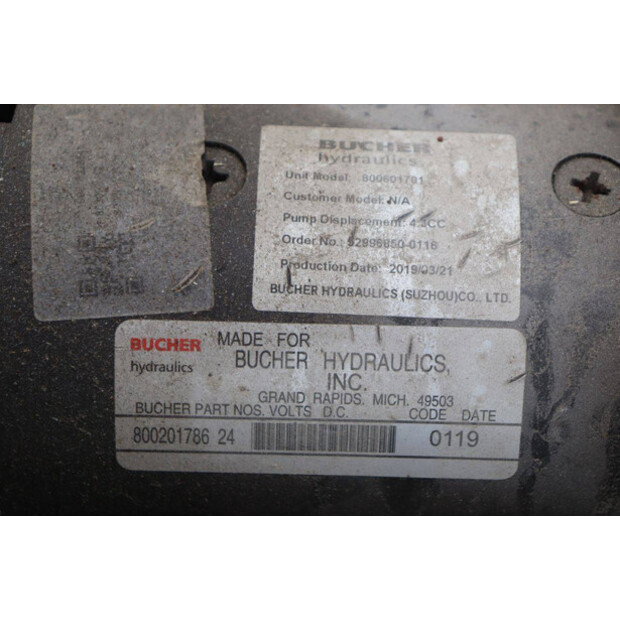 BUCHER
hydraulics
Unit Model: 800601701
Customer Model: N/A
Pump Displacement: 4.3CC
Order No.: 92996850-0116
Production Date: 2019/03/21
BUCHER HYDRAULICS (SUZHOU)CO., LTD.
BUCHER
hydraulics
MADE FOR
BUCHER HYDRAULICS,
INC.
GRAND RAPIDS, MICH. 49503
BUCHER PART NOS. VOLTS D.C. CODE DATE
800201786 24 0119